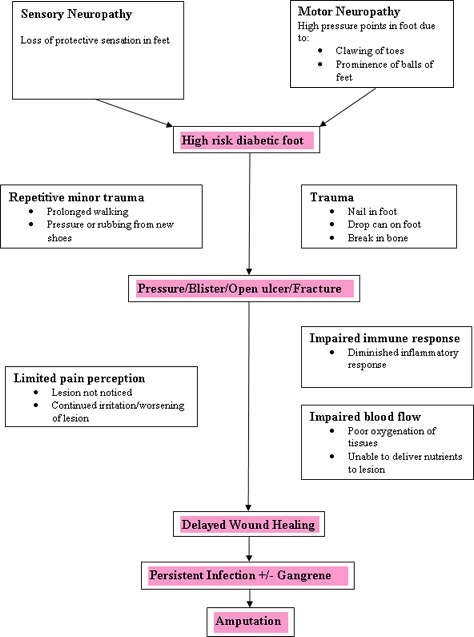 Sensory Neuropathy
Loss of protective sensation in feet
Motor Neuropathy
High pressure points in foot due
to:
• Clawing of toes
• Prominence of balls of
feet
High risk diabetic foot
Repetitive minor trauma
• Prolonged walking
• Pressure or rubbing from new
shoes
Trauma
• Nail in foot
• Drop can on foot
• Break in bone
Pressure/Blister/Open ulcer/Fracture
Impaired immune response
• Diminished inflammatory
response
Limited pain perception
• Lesion not noticed
• Continued irritation/worsening
of lesion
Impaired blood flow
• Poor oxygenation of
tissues
• Unable to deliver nutrients
to lesion
Delayed Wound Healing
Persistent Infection +/- Gangrene
Amputation